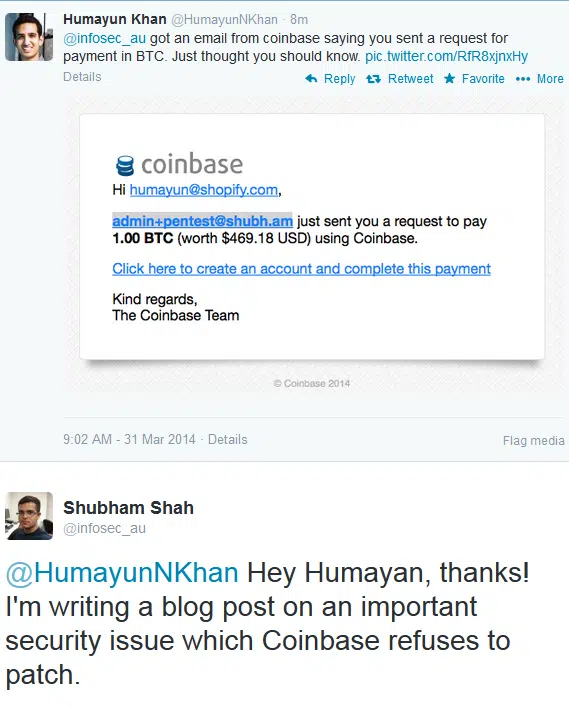 Humayun Khan @HumayunNKhan · 8m
@infosec_au got an email from coinbase saying you sent a request for
payment in BTC. Just thought you should know. pic.twitter.com/RfR8xjnxHy
Details
Reply Retweet Favorite More
coinbase
Hi humayun@shopify.com,
admin+pentest@shubh.am just sent you a request to pay
1.00 BTC (worth $469.18 USD) using Coinbase.
Click here to create an account and complete this payment
Kind regards,
The Coinbase Team
© Coinbase 2014
9:02 AM - 31 Mar 2014 · Details
Flag media
Shubham Shah
@infosec_au
@HumayunNKhan Hey Humayan, thanks!
I'm writing a blog post on an important
security issue which Coinbase refuses to
patch.